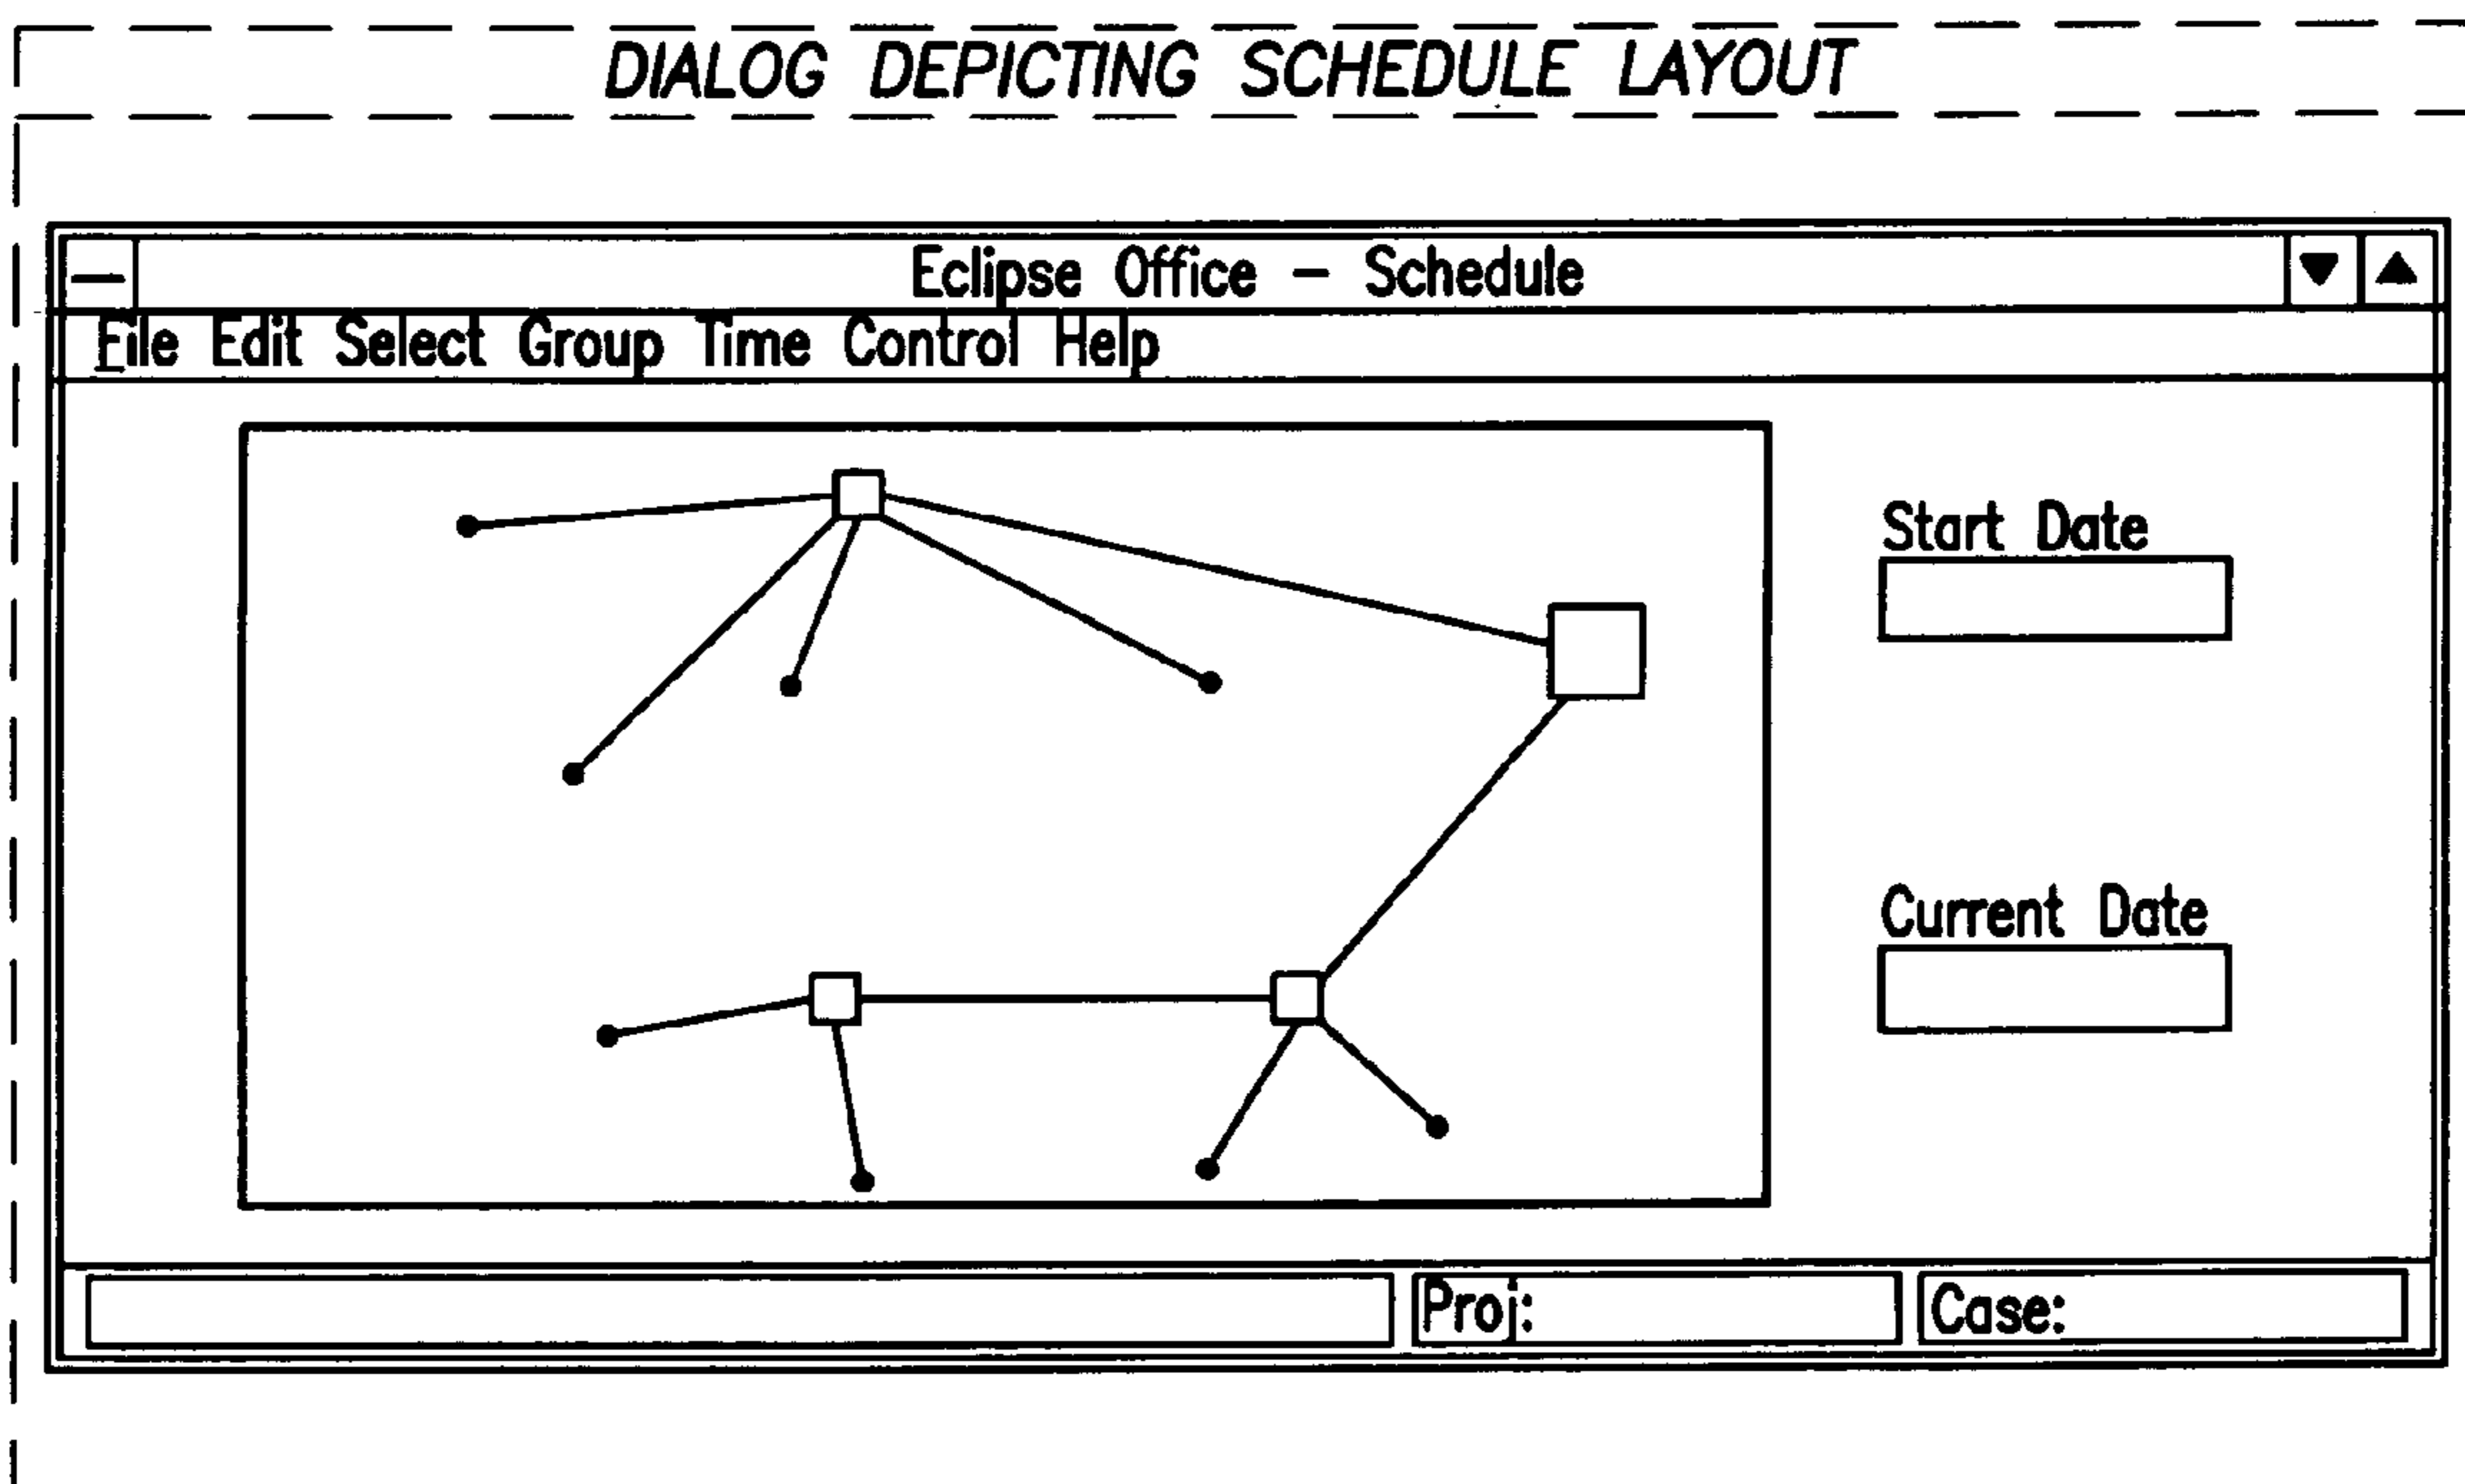 DIALOG DEPICTING SCHEDULE LAYOUT
Eclipse Office – Schedule
File Edit Select Group Time Control Help
Start Date
Current Date
Proj:
Case: